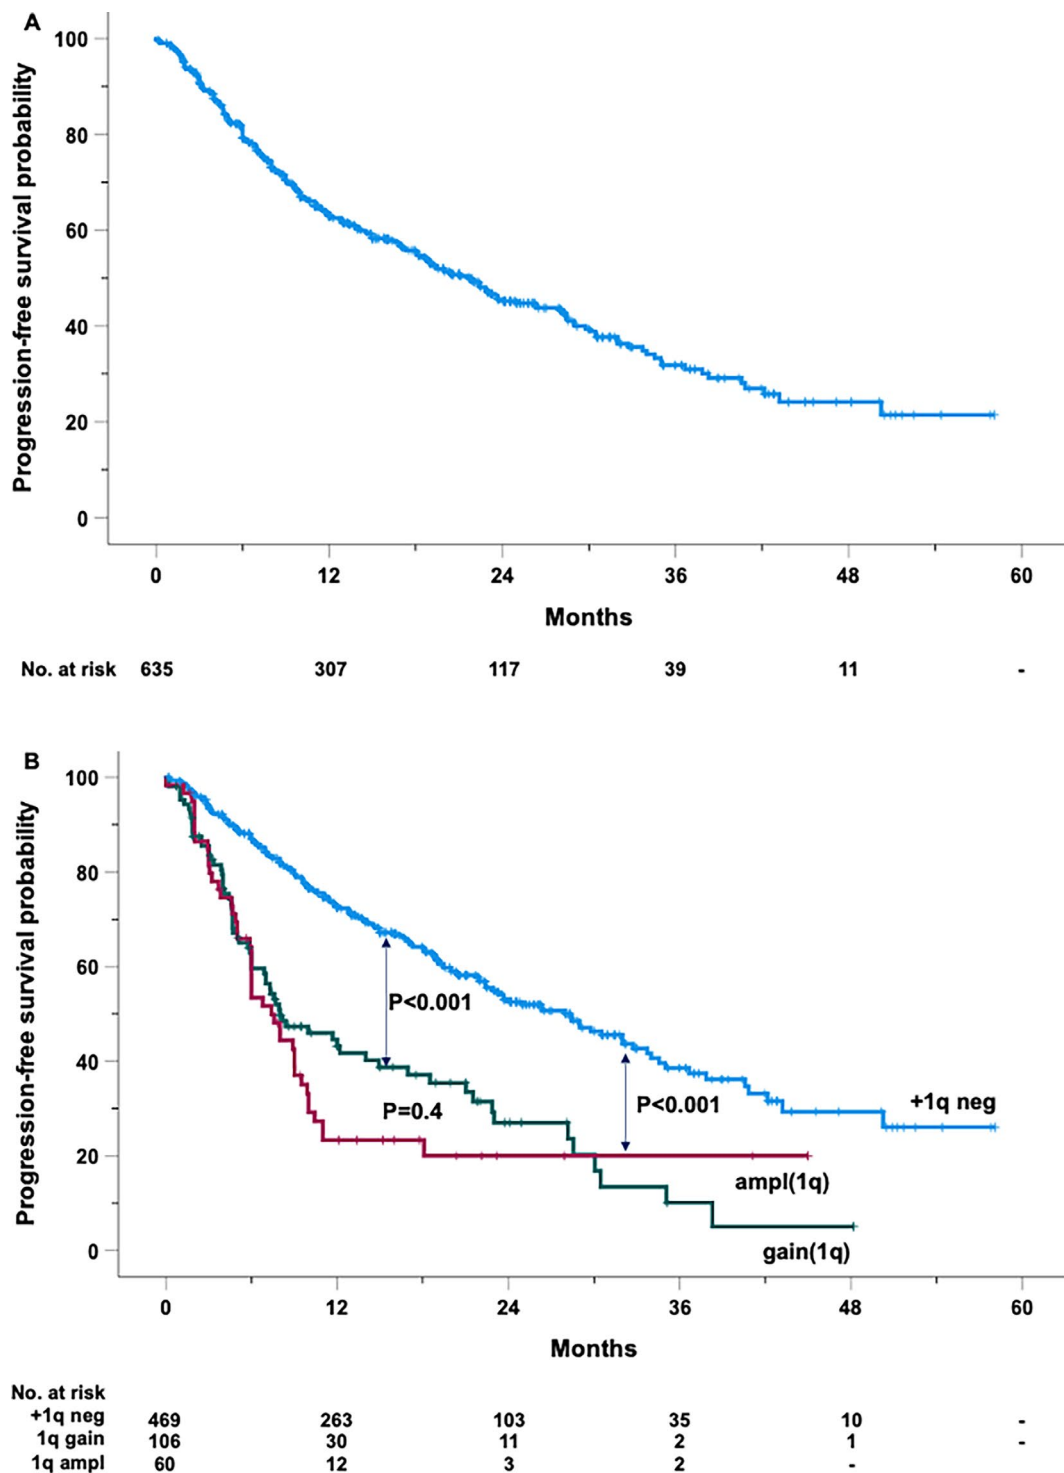 A
Progression-free survival probability
100
80
60
40
20
0
0 12 24 36 48 60
Months
No. at risk 635 307 117 39 11 -
B
Progression-free survival probability
100
80
60
40
20
0
P<0.001
P=0.4
P<0.001
+1q neg
ampl(1q)
gain(1q)
0 12 24 36 48 60
Months
No. at risk
+1q neg 469 263 103 35 10 -
1q gain 106 30 11 2 1 -
1q ampl 60 12 3 2 -